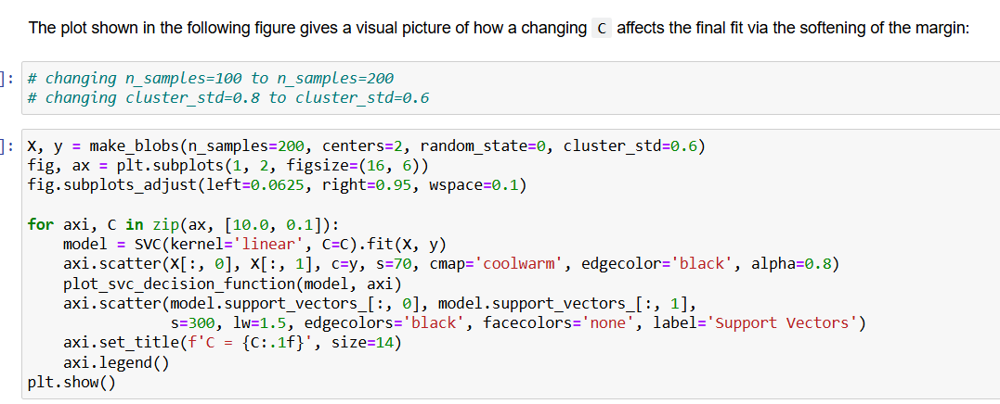 The plot shown in the following figure gives a visual picture of how a changing C affects the final fit via the softening of the margin:
]: # changing n_samples=100 to n_samples=200
# changing cluster_std=0.8 to cluster_std=0.6
]: X, y = make_blobs(n_samples=200, centers=2, random_state=0, cluster_std=0.6)
fig, ax = plt.subplots(1, 2, figsize=(16, 6))
fig.subplots_adjust(left=0.0625, right=0.95, wspace=0.1)

for axi, C in zip(ax, [10.0, 0.1]):
    model = SVC(kernel='linear', C=C).fit(X, y)
    axi.scatter(X[:, 0], X[:, 1], c=y, s=70, cmap='coolwarm', edgecolor='black', alpha=0.8)
    plot_svc_decision_function(model, axi)
    axi.scatter(model.support_vectors_[:, 0], model.support_vectors_[:, 1],
                s=300, lw=1.5, edgecolors='black', facecolors='none', label='Support Vectors')
    axi.set_title(f'C = {C:.1f}', size=14)
    axi.legend()
plt.show()